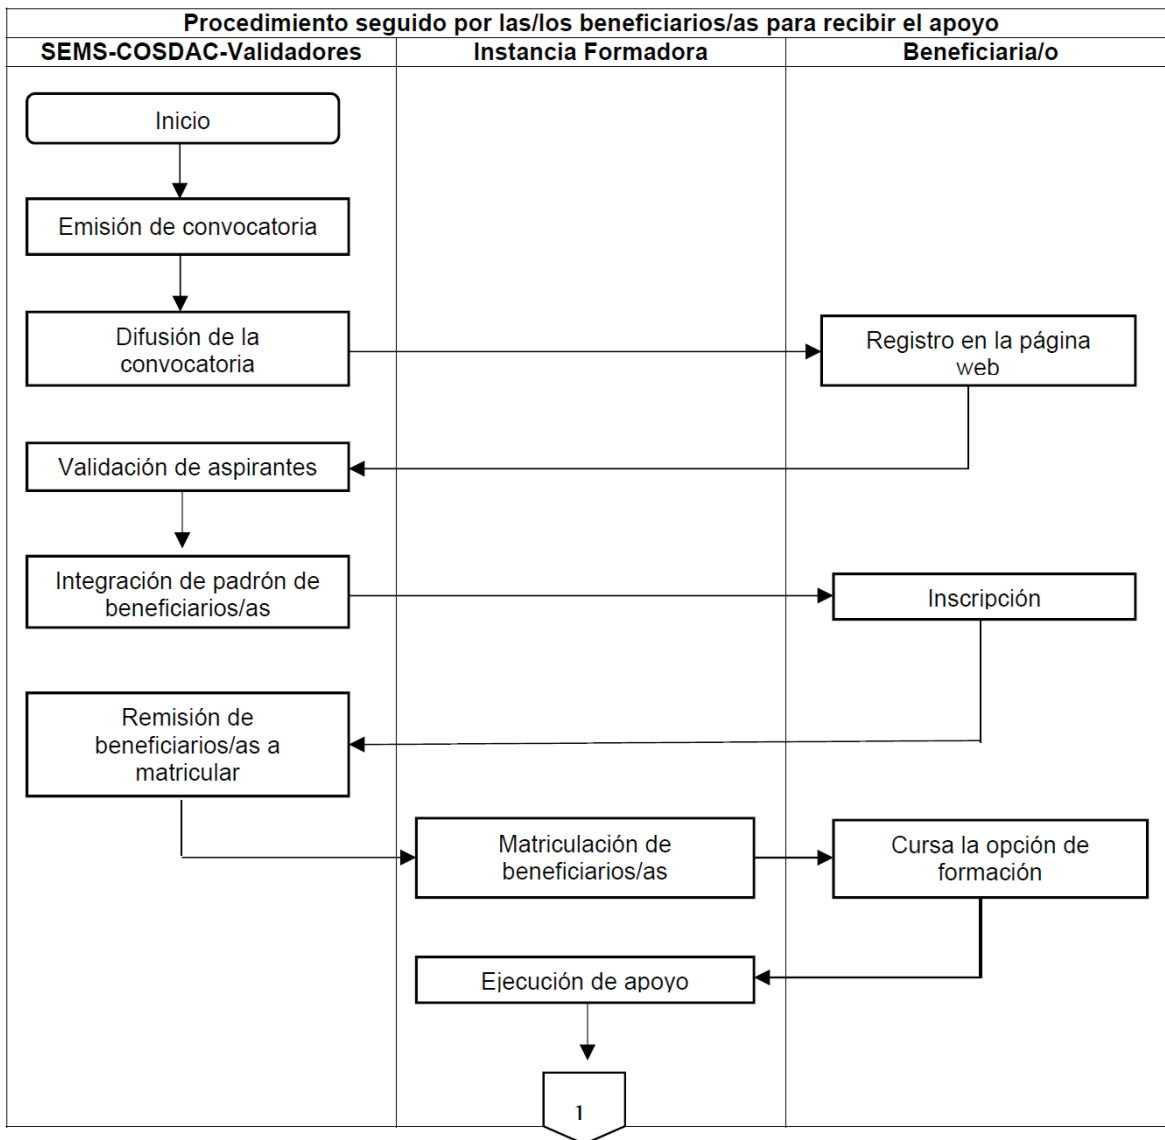 Procedimiento seguido por las/los beneficiarios/as para recibir el apoyo
SEMS-COSDAC-Validadores
Instancia Formadora
Beneficiaria/o
Inicio
Emisión de convocatoria
Difusión de la
convocatoria
Registro en la página
web
Validación de aspirantes
Integración de padrón de
beneficiarios/as
Inscripción
Remisión de
beneficiarios/as a
matricular
Matriculación de
beneficiarios/as
Cursa la opción de
formación
Ejecución de apoyo
1